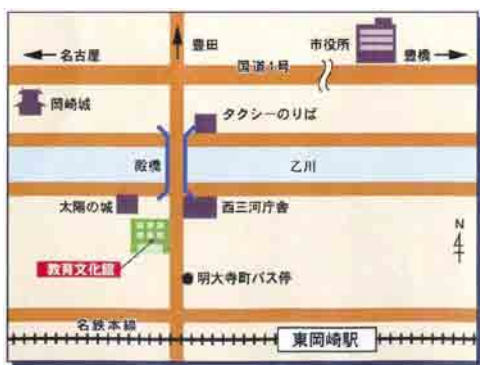 名古屋
豊田
市役所
豊橋
国道1号
岡崎城
タクシーのりば
殿橋
乙川
太陽の城
西三河庁舎
N
教育文化館
明大寺町バス停
名鉄本線
東岡崎駅